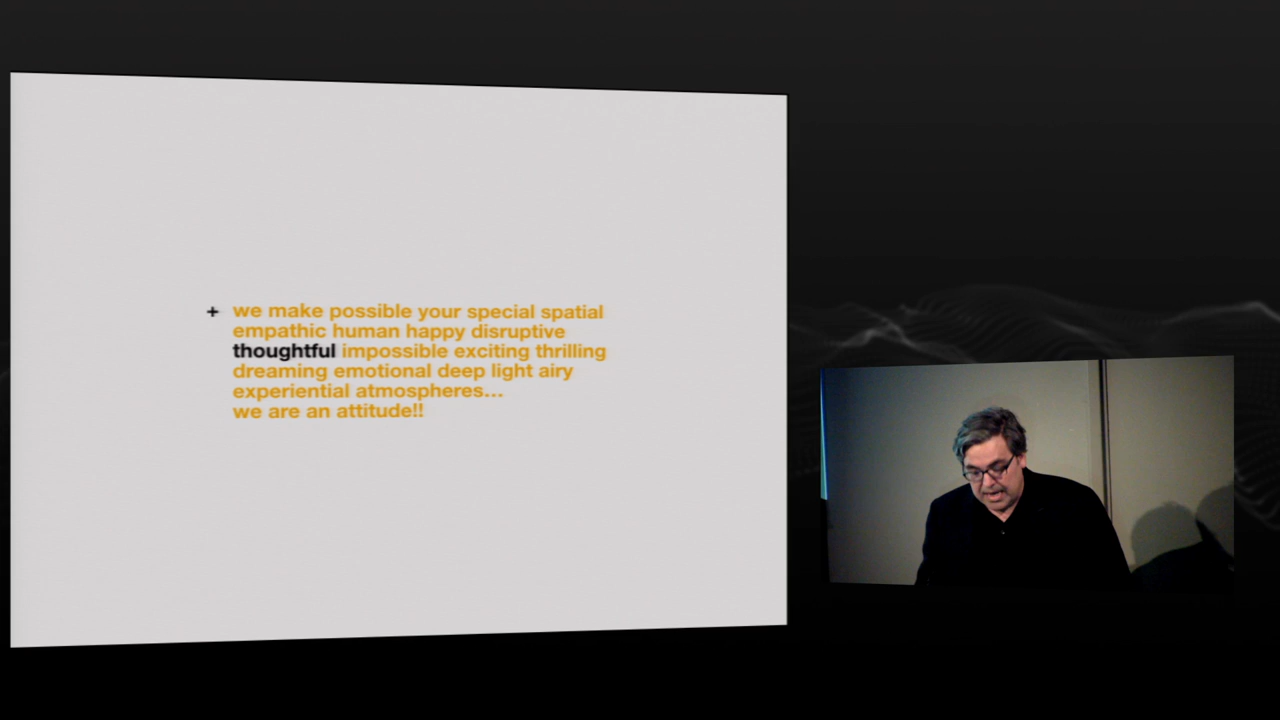 + we make possible your special spatial
empathic human happy disruptive
thoughtful impossible exciting thrilling
dreaming emotional deep light airy
experiential atmospheres...
we are an attitude!!